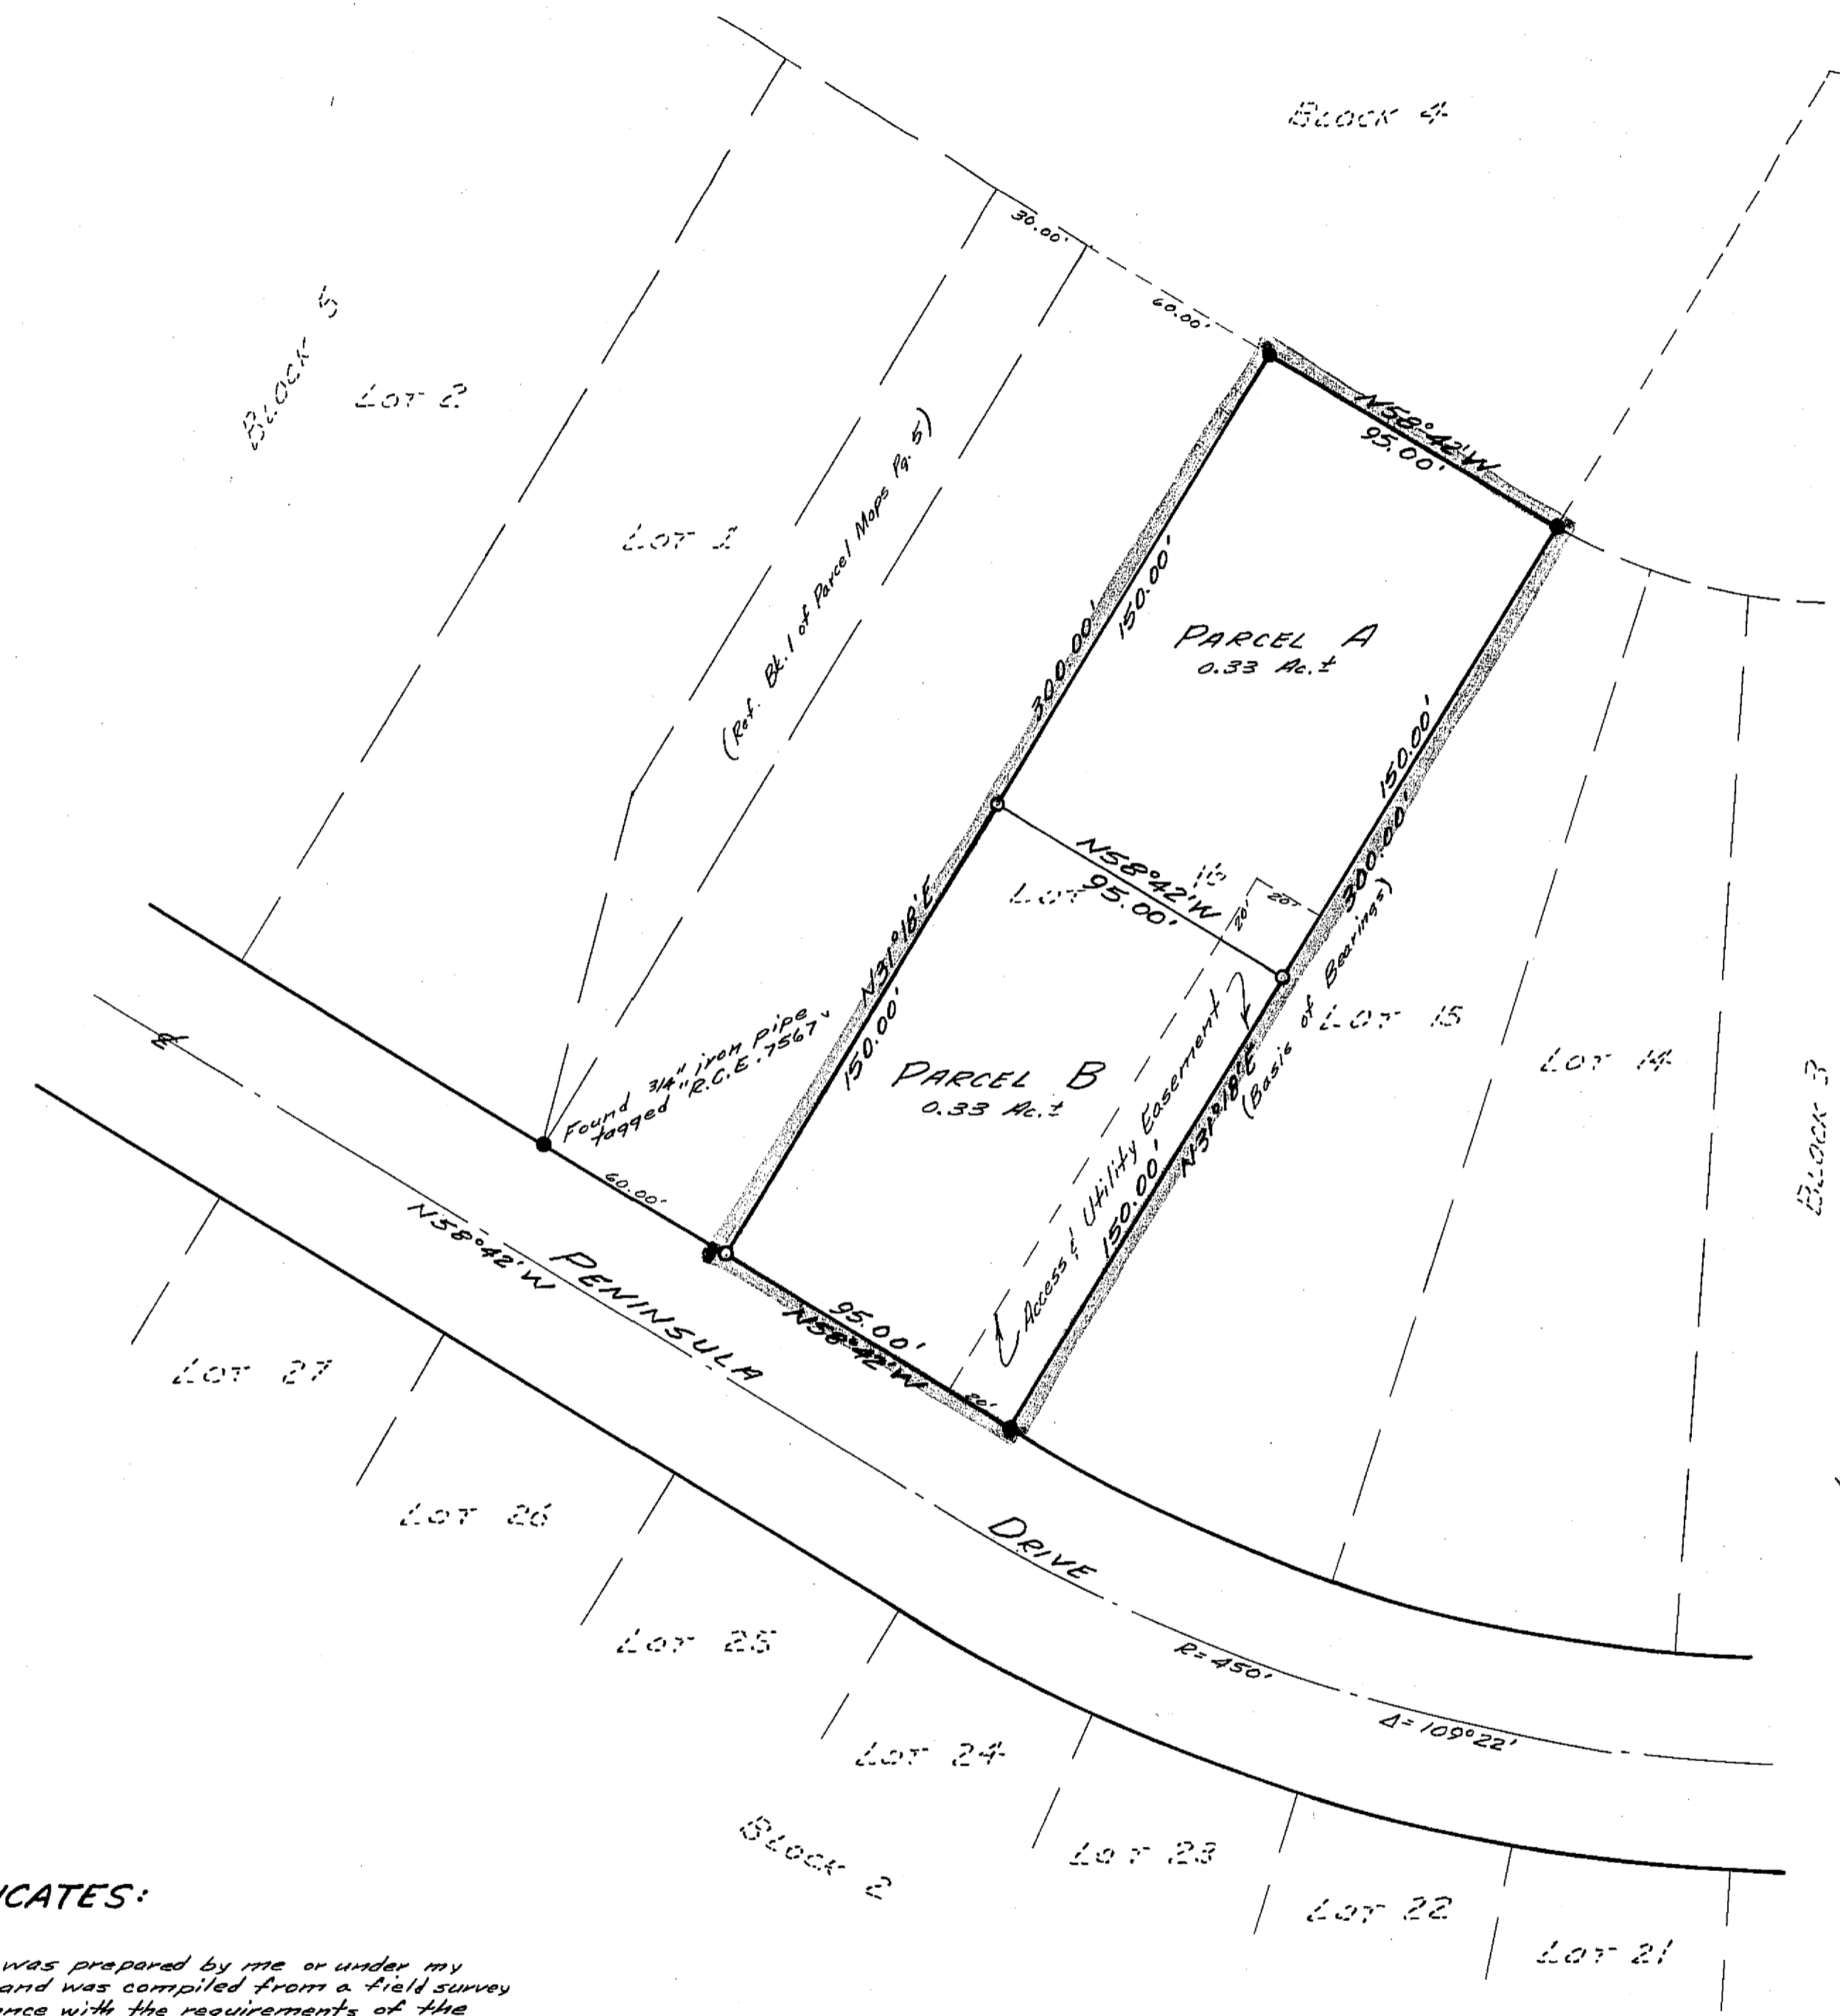 BLOCK 4
30.00'
60.00'
BLOCK 5
LOT 2
N58°42'W
95.00'
LOT 1
(Ref. Bk. 1 of Parcel Maps Pg. 5)
300.00'
150.00'
PARCEL A
0.33 Ac.±
150.00'
300.00'
N58°42'W
95.00'
LOT 16
20'
20'
N31°18'E
150.00'
N31°18'E
(Basis of Bearings)
LOT 15
LOT 14
BLOCK 3
Found 3/4" iron pipe
tagged "R.C.E. 7567"
PARCEL B
0.33 Ac.±
Access & Utility Easement
150.00'
60.00'
95.00'
N58°42'W
20'
N58°42'W
PENINSULA DRIVE
LOT 27
LOT 26
LOT 25
R=450'
Δ=109°22'
LOT 24
BLOCK 2
LOT 23
LOT 22
LOT 21
ICATES:
was prepared by me or under my
and was compiled from a field survey
ance with the requirements of the